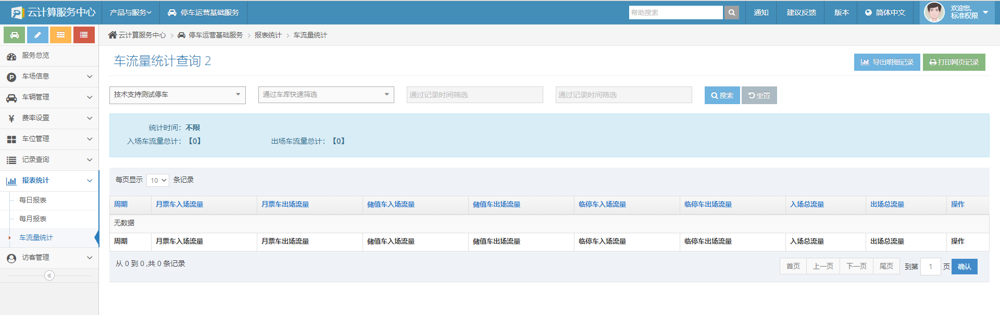 云计算服务中心 产品与服务 停车运营基础服务 帮助搜索 通知 建议反馈 版本 简体中文 欢迎您,
标准权限
云计算服务中心 > 停车运营基础服务 > 报表统计 > 车流量统计
服务总览
车场信息
车辆管理
费率设置
车位管理
记录查询
报表统计
每日报表
每月报表
车流量统计
访客管理
车流量统计查询 2
导出明细记录 打印网页记录
技术支持测试停车 通过车库快速筛选 通过记录时间筛选 通过记录时间筛选 搜索 重置
统计时间：不限
入场车流量总计：【0】 出场车流量总计：【0】
每页显示 10 条记录
周期 月票车入场流量 月票车出场流量 储值车入场流量 储值车出场流量 临停车入场流量 临停车出场流量 入场总流量 出场总流量 操作
无数据
周期 月票车入场流量 月票车出场流量 储值车入场流量 储值车出场流量 临停车入场流量 临停车出场流量 入场总流量 出场总流量 操作
从 0 到 0 ,共 0 条记录 首页 上一页 下一页 尾页 到第 1 页 确认